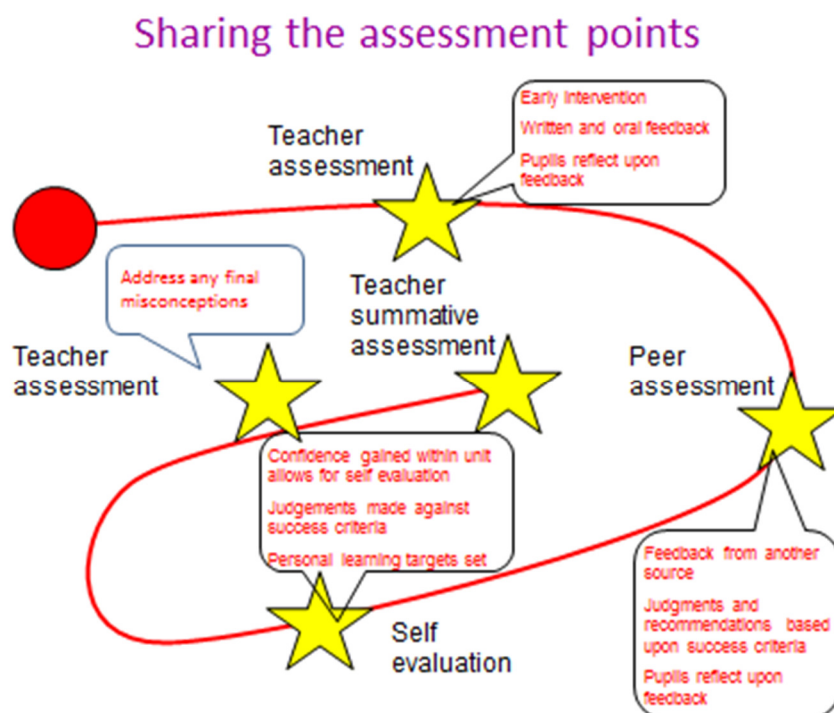 Sharing the assessment points
Early Intervention
Written and oral feedback
Pupils reflect upon
feedback
Teacher
assessment
Address any final
misconceptions
Teacher
summative
assessment
Teacher
assessment
Peer
assessment
Confidence gained within unit
allows for self evaluation
Judgements made against
success criteria
Personal learning targets set
Feedback from another
source
Judgments and
recommendations based
upon success criteria
Pupils reflect upon
feedback
Self
evaluation